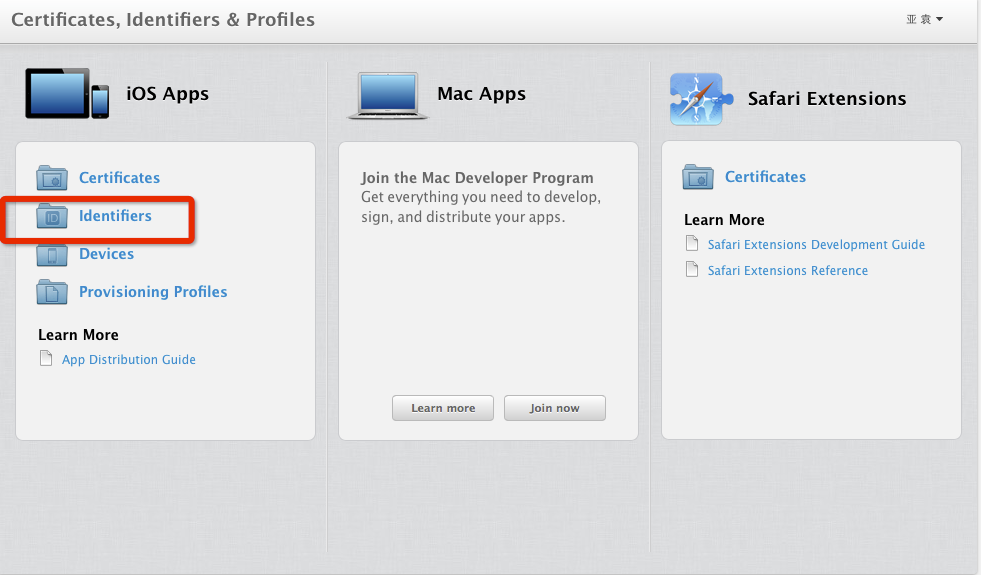 Certificates, Identifiers & Profiles
亚 袁
iOS Apps
Certificates
Identifiers
Devices
Provisioning Profiles
Learn More
App Distribution Guide
Mac Apps
Join the Mac Developer Program
Get everything you need to develop,
sign, and distribute your apps.
Learn more
Join now
Safari Extensions
Certificates
Learn More
Safari Extensions Development Guide
Safari Extensions Reference